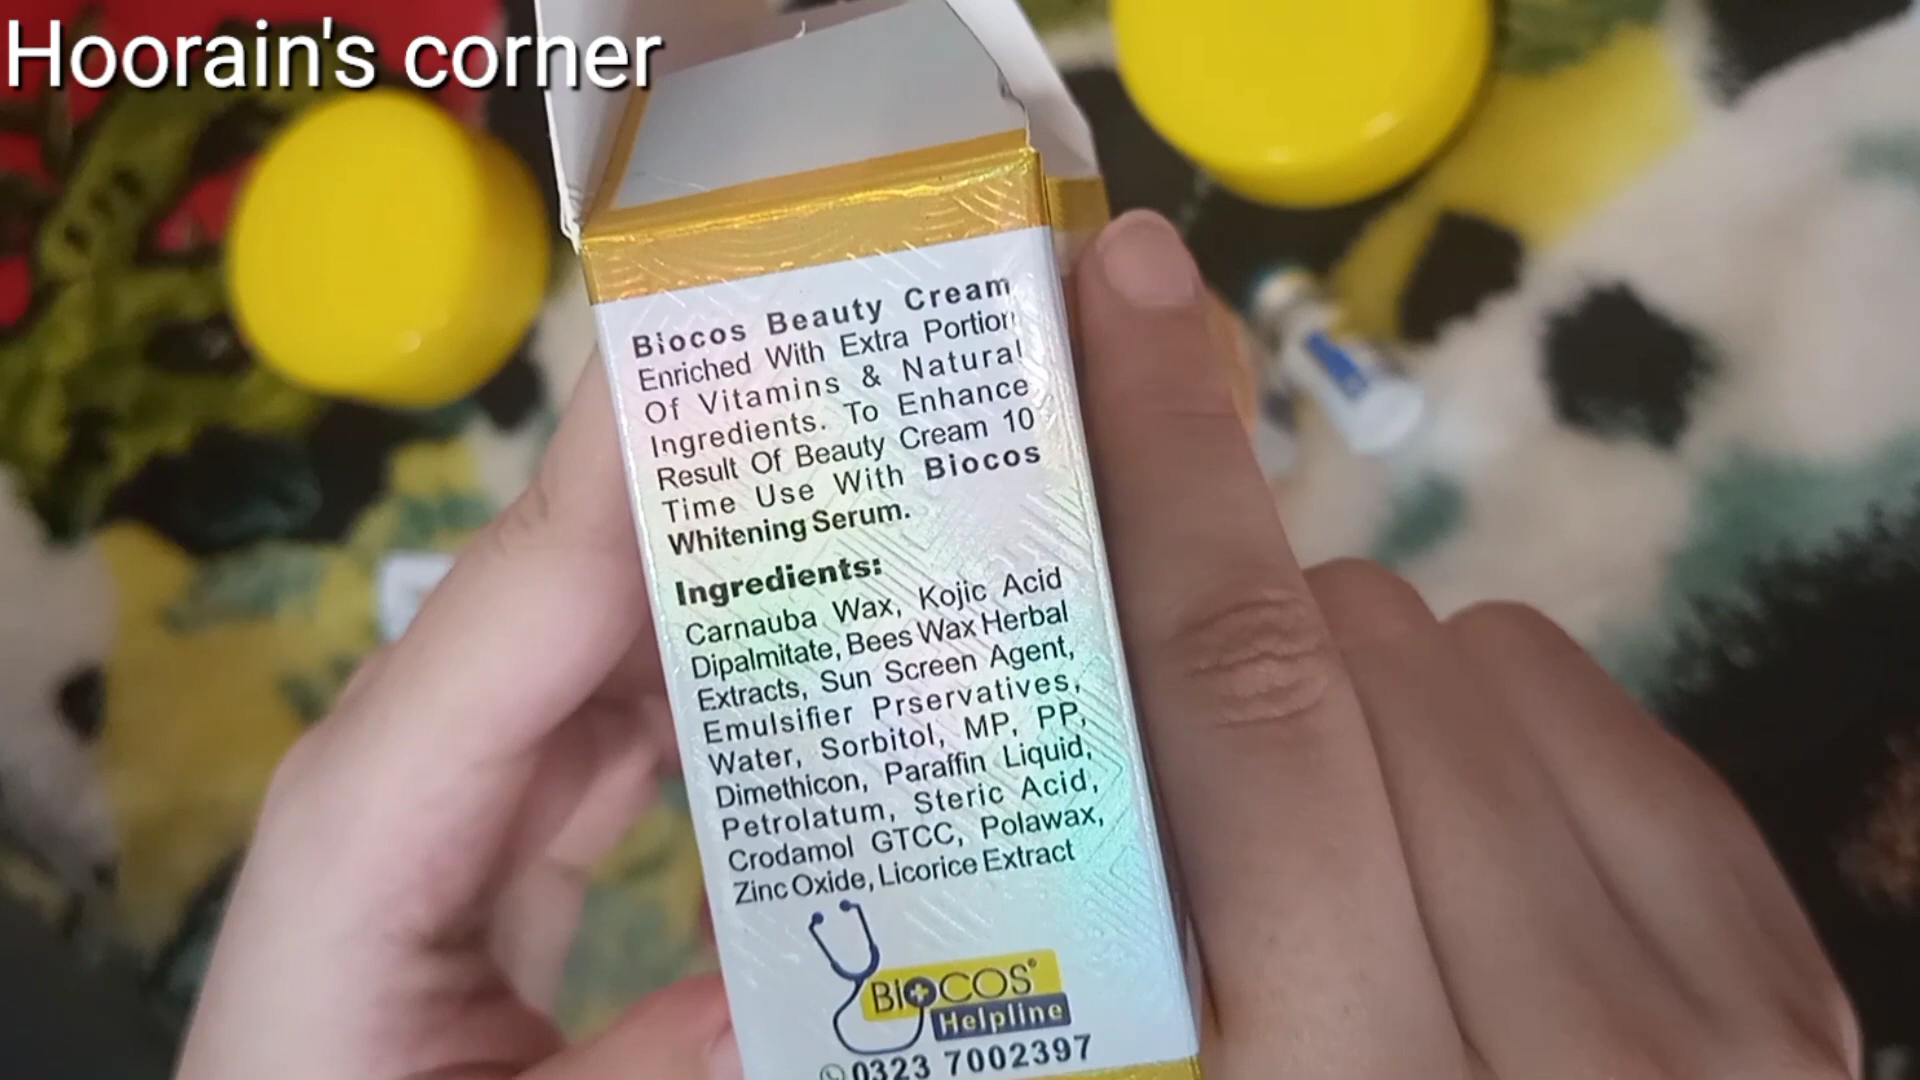 Hoorain's corner
Biocos Beauty Cream
Enriched With Extra Portion
Of Vitamins & Natural
Ingredients. To Enhance
Result Of Beauty Cream 10
Time Use With Biocos
Whitening Serum.
Ingredients:
Carnauba Wax, Kojic Acid
Dipalmitate, Bees Wax Herbal
Extracts, Sun Screen Agent,
Emulsifier Prservatives,
Water, Sorbitol, MP, PP,
Dimethicon, Paraffin Liquid,
Petrolatum, Steric Acid,
Crodamol GTCC, Polawax,
Zinc Oxide, Licorice Extract
BiOCOS®
Helpline
0323 7002397